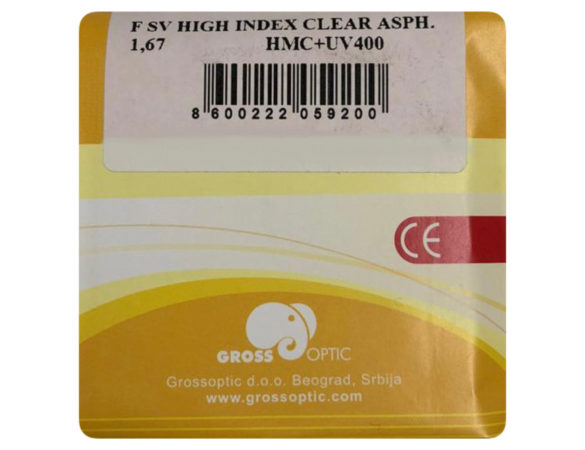 F SV HIGH INDEX CLEAR ASPH.
1,67 HMC+UV400
8 600222 059200
CE
GROSS OPTIC
Grossoptic d.o.o. Beograd, Srbija
www.grossoptic.com